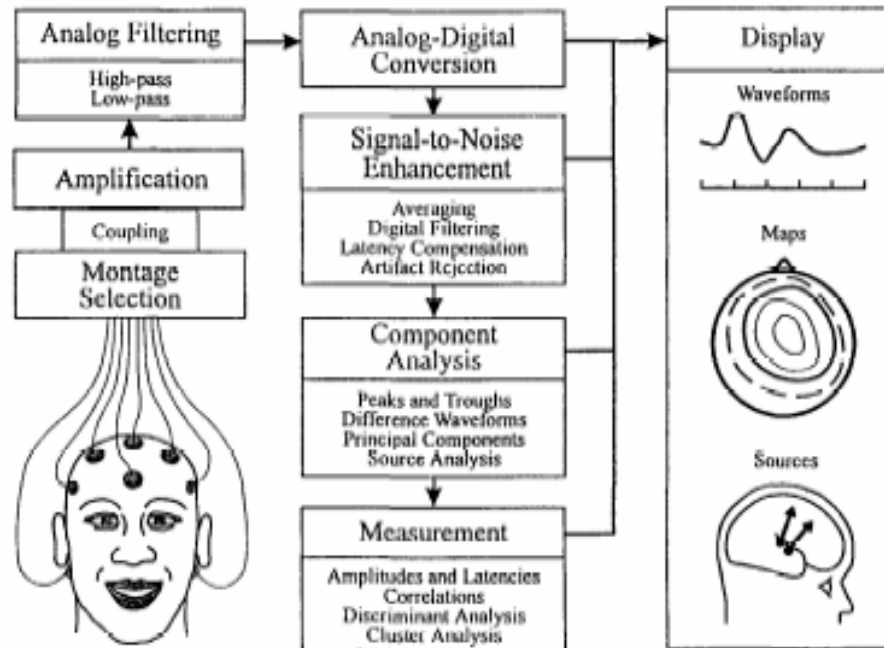 Analog Filtering
High-pass
Low-pass
Amplification
Coupling
Montage
Selection
Analog-Digital
Conversion
Signal-to-Noise
Enhancement
Averaging
Digital Filtering
Latency Compensation
Artifact Rejection
Component
Analysis
Peaks and Troughs
Difference Waveforms
Principal Components
Source Analysis
Measurement
Amplitudes and Latencies
Correlations
Discriminant Analysis
Cluster Analysis
Display
Waveforms
Maps
Sources